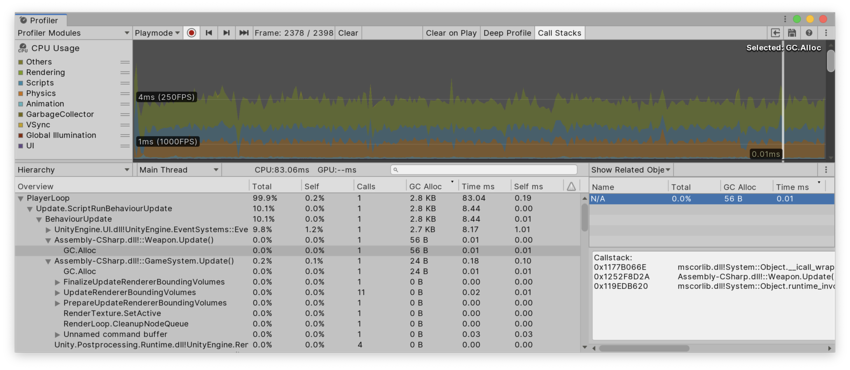 Profiler
Profiler Modules Playmode Frame: 2378 / 2398 Clear Clear on Play Deep Profile Call Stacks
CPU Usage
Others
Rendering
Scripts
Physics
Animation
GarbageCollector
VSync
Global Illumination
UI
Selected: GC.Alloc
4ms (250FPS)
1ms (1000FPS)
0.01ms
Hierarchy Main Thread CPU:83.06ms GPU:--ms Show Related Obje
Overview Total Self Calls GC Alloc Time ms Self ms
PlayerLoop 99.9% 0.2% 1 2.8 KB 83.04 0.19
Update.ScriptRunBehaviourUpdate 10.1% 0.0% 1 2.8 KB 8.44 0.00
BehaviourUpdate 10.1% 0.0% 1 2.8 KB 8.44 0.01
UnityEngine.UI.dll!UnityEngine.EventSystems::Eve 9.8% 1.2% 1 2.7 KB 8.17 1.01
Assembly-CSharp.dll!::Weapon.Update() 0.0% 0.0% 1 56 B 0.01 0.01
GC.Alloc 0.0% 0.0% 1 56 B 0.01 0.01
Assembly-CSharp.dll!::GameSystem.Update() 0.2% 0.1% 1 24 B 0.18 0.10
GC.Alloc 0.0% 0.0% 1 24 B 0.01 0.01
FinalizeUpdateRendererBoundingVolumes 0.0% 0.0% 1 0 B 0.00 0.00
UpdateRendererBoundingVolumes 0.0% 0.0% 11 0 B 0.02 0.01
PrepareUpdateRendererBoundingVolumes 0.0% 0.0% 1 0 B 0.00 0.00
RenderTexture.SetActive 0.0% 0.0% 1 0 B 0.00 0.00
RenderLoop.CleanupNodeQueue 0.0% 0.0% 1 0 B 0.00 0.00
Unnamed command buffer 0.0% 0.0% 1 0 B 0.03 0.03
Unity.Postprocessing.Runtime.dll!UnityEngine.Rer 0.0% 0.0% 4 0 B 0.00 0.00
Name Total GC Alloc Time ms
N/A 0.0% 56 B 0.01
Callstack:
0x1177B066E mscorlib.dll!System::Object.__icall_wrap
0x1252F8D2A Assembly-CSharp.dll!::Weapon.Update(
0x119EDB620 mscorlib.dll!System::Object.runtime_inv